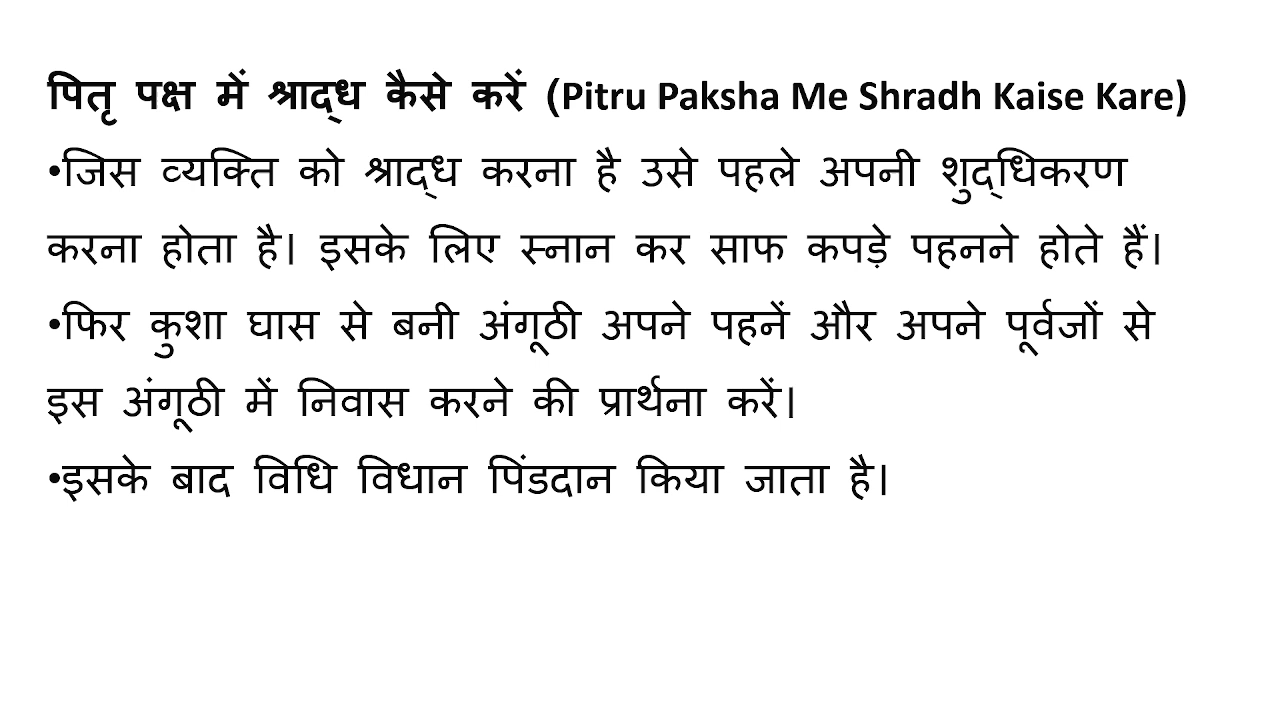 पितृ पक्ष में श्राद्ध कैसे करें (Pitru Paksha Me Shradh Kaise Kare)
•जिस व्यक्ति को श्राद्ध करना है उसे पहले अपनी शुद्धिकरण
करना होता है। इसके लिए स्नान कर साफ कपड़े पहनने होते हैं।
•फिर कुशा घास से बनी अंगूठी अपने पहनें और अपने पूर्वजों से
इस अंगूठी में निवास करने की प्रार्थना करें।
•इसके बाद विधि विधान पिंडदान किया जाता है।